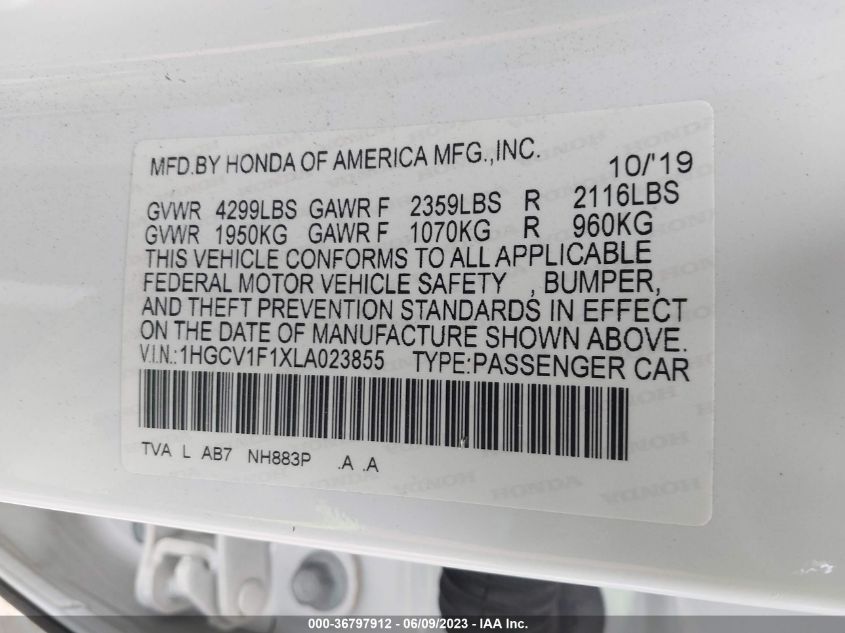 MFD.BY HONDA OF AMERICA MFG.,INC. 10/'19
GVWR 4299LBS GAWR F 2359LBS R 2116LBS
GVWR 1950KG GAWR F 1070KG R 960KG
THIS VEHICLE CONFORMS TO ALL APPLICABLE
FEDERAL MOTOR VEHICLE SAFETY , BUMPER,
AND THEFT PREVENTION STANDARDS IN EFFECT
ON THE DATE OF MANUFACTURE SHOWN ABOVE.
V.I.N.:1HGCV1F1XLA023855 TYPE:PASSENGER CAR
TVA L AB7 NH883P .A .A
000-36797912 - 06/09/2023 - IAA Inc.